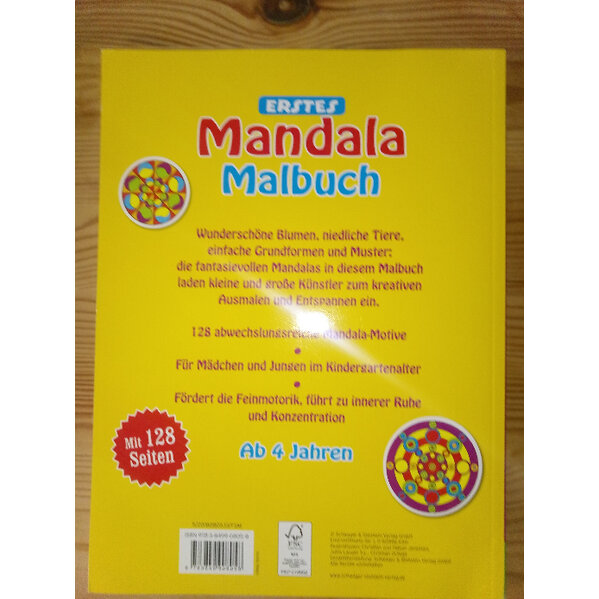 ERSTES
Mandala
Malbuch
Wunderschöne Blumen, niedliche Tiere,
einfache Grundformen und Muster:
die fantasievollen Mandalas in diesem Malbuch
laden kleine und große Künstler zum kreativen
Ausmalen und Entspannen ein.
128 abwechslungsreiche Mandala-Motive
•
Für Mädchen und Jungen im Kindergartenalter
•
Fördert die Feinmotorik, führt zu innerer Ruhe
und Konzentration
Ab 4 Jahren
Mit 128
Seiten
FSC